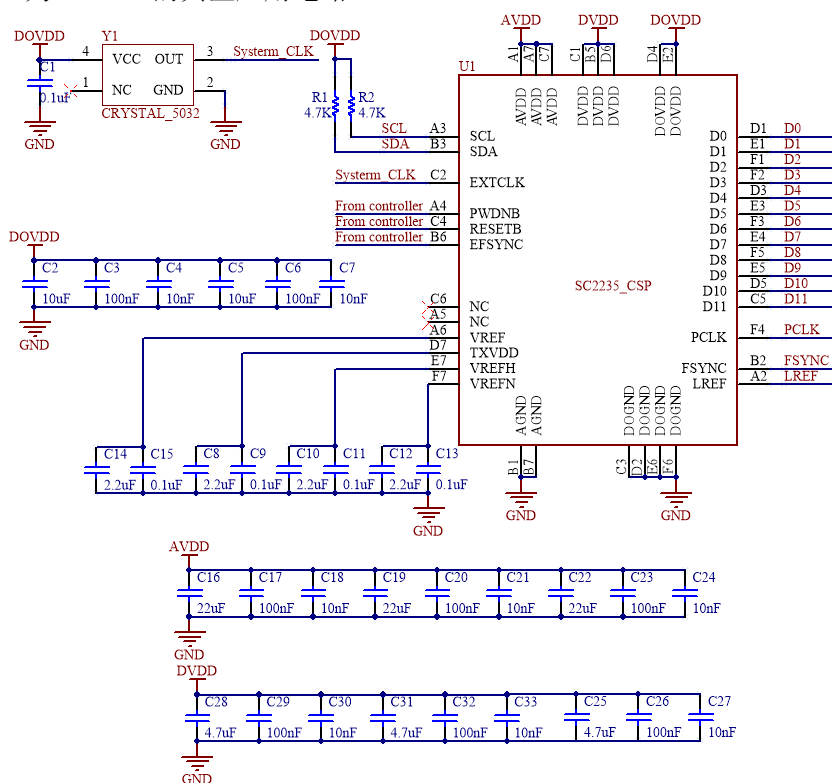 DOVDD
Y1
4
VCC
OUT
3
Systerm_CLK
C1
0.1uF
1
NC
GND
2
CRYSTAL_5032
GND
GND
DOVDD
R1
4.7K
R2
4.7K
AVDD
DVDD
DOVDD
U1
A1
A7
C7
C1
B5
D6
D4
E2
AVDD
AVDD
AVDD
DVDD
DVDD
DVDD
DOVDD
DOVDD
SCL A3 SCL
SDA B3 SDA
Systerm_CLK C2 EXTCLK
From controller A4 PWDNB
From controller C4 RESETB
From controller B6 EFSYNC
C6 NC
A5 NC
A6 VREF
D7 TXVDD
E7 VREFH
F7 VREFN
SC2235_CSP
D0 D1 D0
D1 E1 D1
D2 F1 D2
D3 F2 D3
D4 D3 D4
D5 E3 D5
D6 F3 D6
D7 E4 D7
D8 F5 D8
D9 E5 D9
D10 D5 D10
D11 C5 D11
PCLK F4 PCLK
FSYNC B2 FSYNC
LREF A2 LREF
AGND
AGND
DOGND
DOGND
DOGND
DOGND
B1
B7
C3
D2
E6
F6
GND
GND
DOVDD
C2 C3 C4 C5 C6 C7
10uF 100nF 10nF 10uF 100nF 10nF
GND
C14 C15 C8 C9 C10 C11 C12 C13
2.2uF 0.1uF 2.2uF 0.1uF 2.2uF 0.1uF 2.2uF 0.1uF
GND
AVDD
C16 C17 C18 C19 C20 C21 C22 C23 C24
22uF 100nF 10nF 22uF 100nF 10nF 22uF 100nF 10nF
GND
DVDD
C28 C29 C30 C31 C32 C33 C25 C26 C27
4.7uF 100nF 10nF 4.7uF 100nF 10nF 4.7uF 100nF 10nF
GND